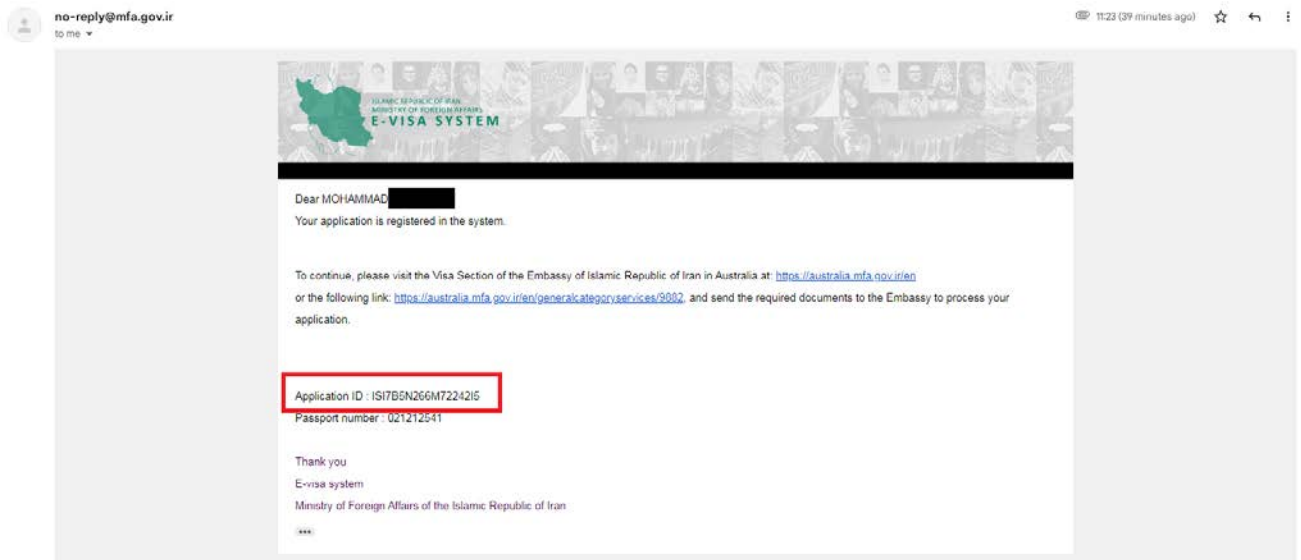 no-reply@mfa.gov.ir
11:23 (39 minutes ago)
to me
ISLAMIC REPUBLIC OF IRAN
MINISTRY OF FOREIGN AFFAIRS
E-VISA SYSTEM
Dear MOHAMMAD
Your application is registered in the system.
To continue, please visit the Visa Section of the Embassy of Islamic Republic of Iran in Australia at: https://australia.mfa.gov.ir/en
or the following link: https://australia.mfa.gov.ir/en/generalcategoryservices/9882, and send the required documents to the Embassy to process your
application.
Application ID : ISI7B5N266M72242I5
Passport number : 021212541
Thank you
E-visa system
Ministry of Foreign Affairs of the Islamic Republic of Iran